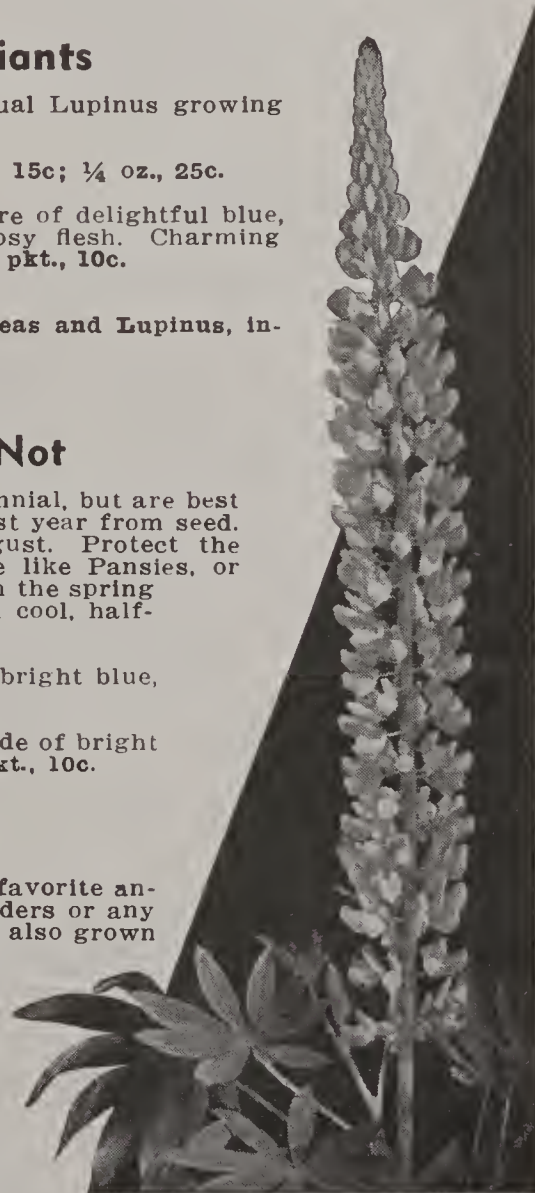 iants
ual Lupinus growing
15c; ¼ oz., 25c.
re of delightful blue,
osy flesh. Charming
pkt., 10c.
eas and Lupinus, in-
Not
nnial, but are best
st year from seed.
gust. Protect the
e like Pansies, or
n the spring
cool, half-
bright blue,
de of bright
kt., 10c.
favorite an-
ders or any
also grown